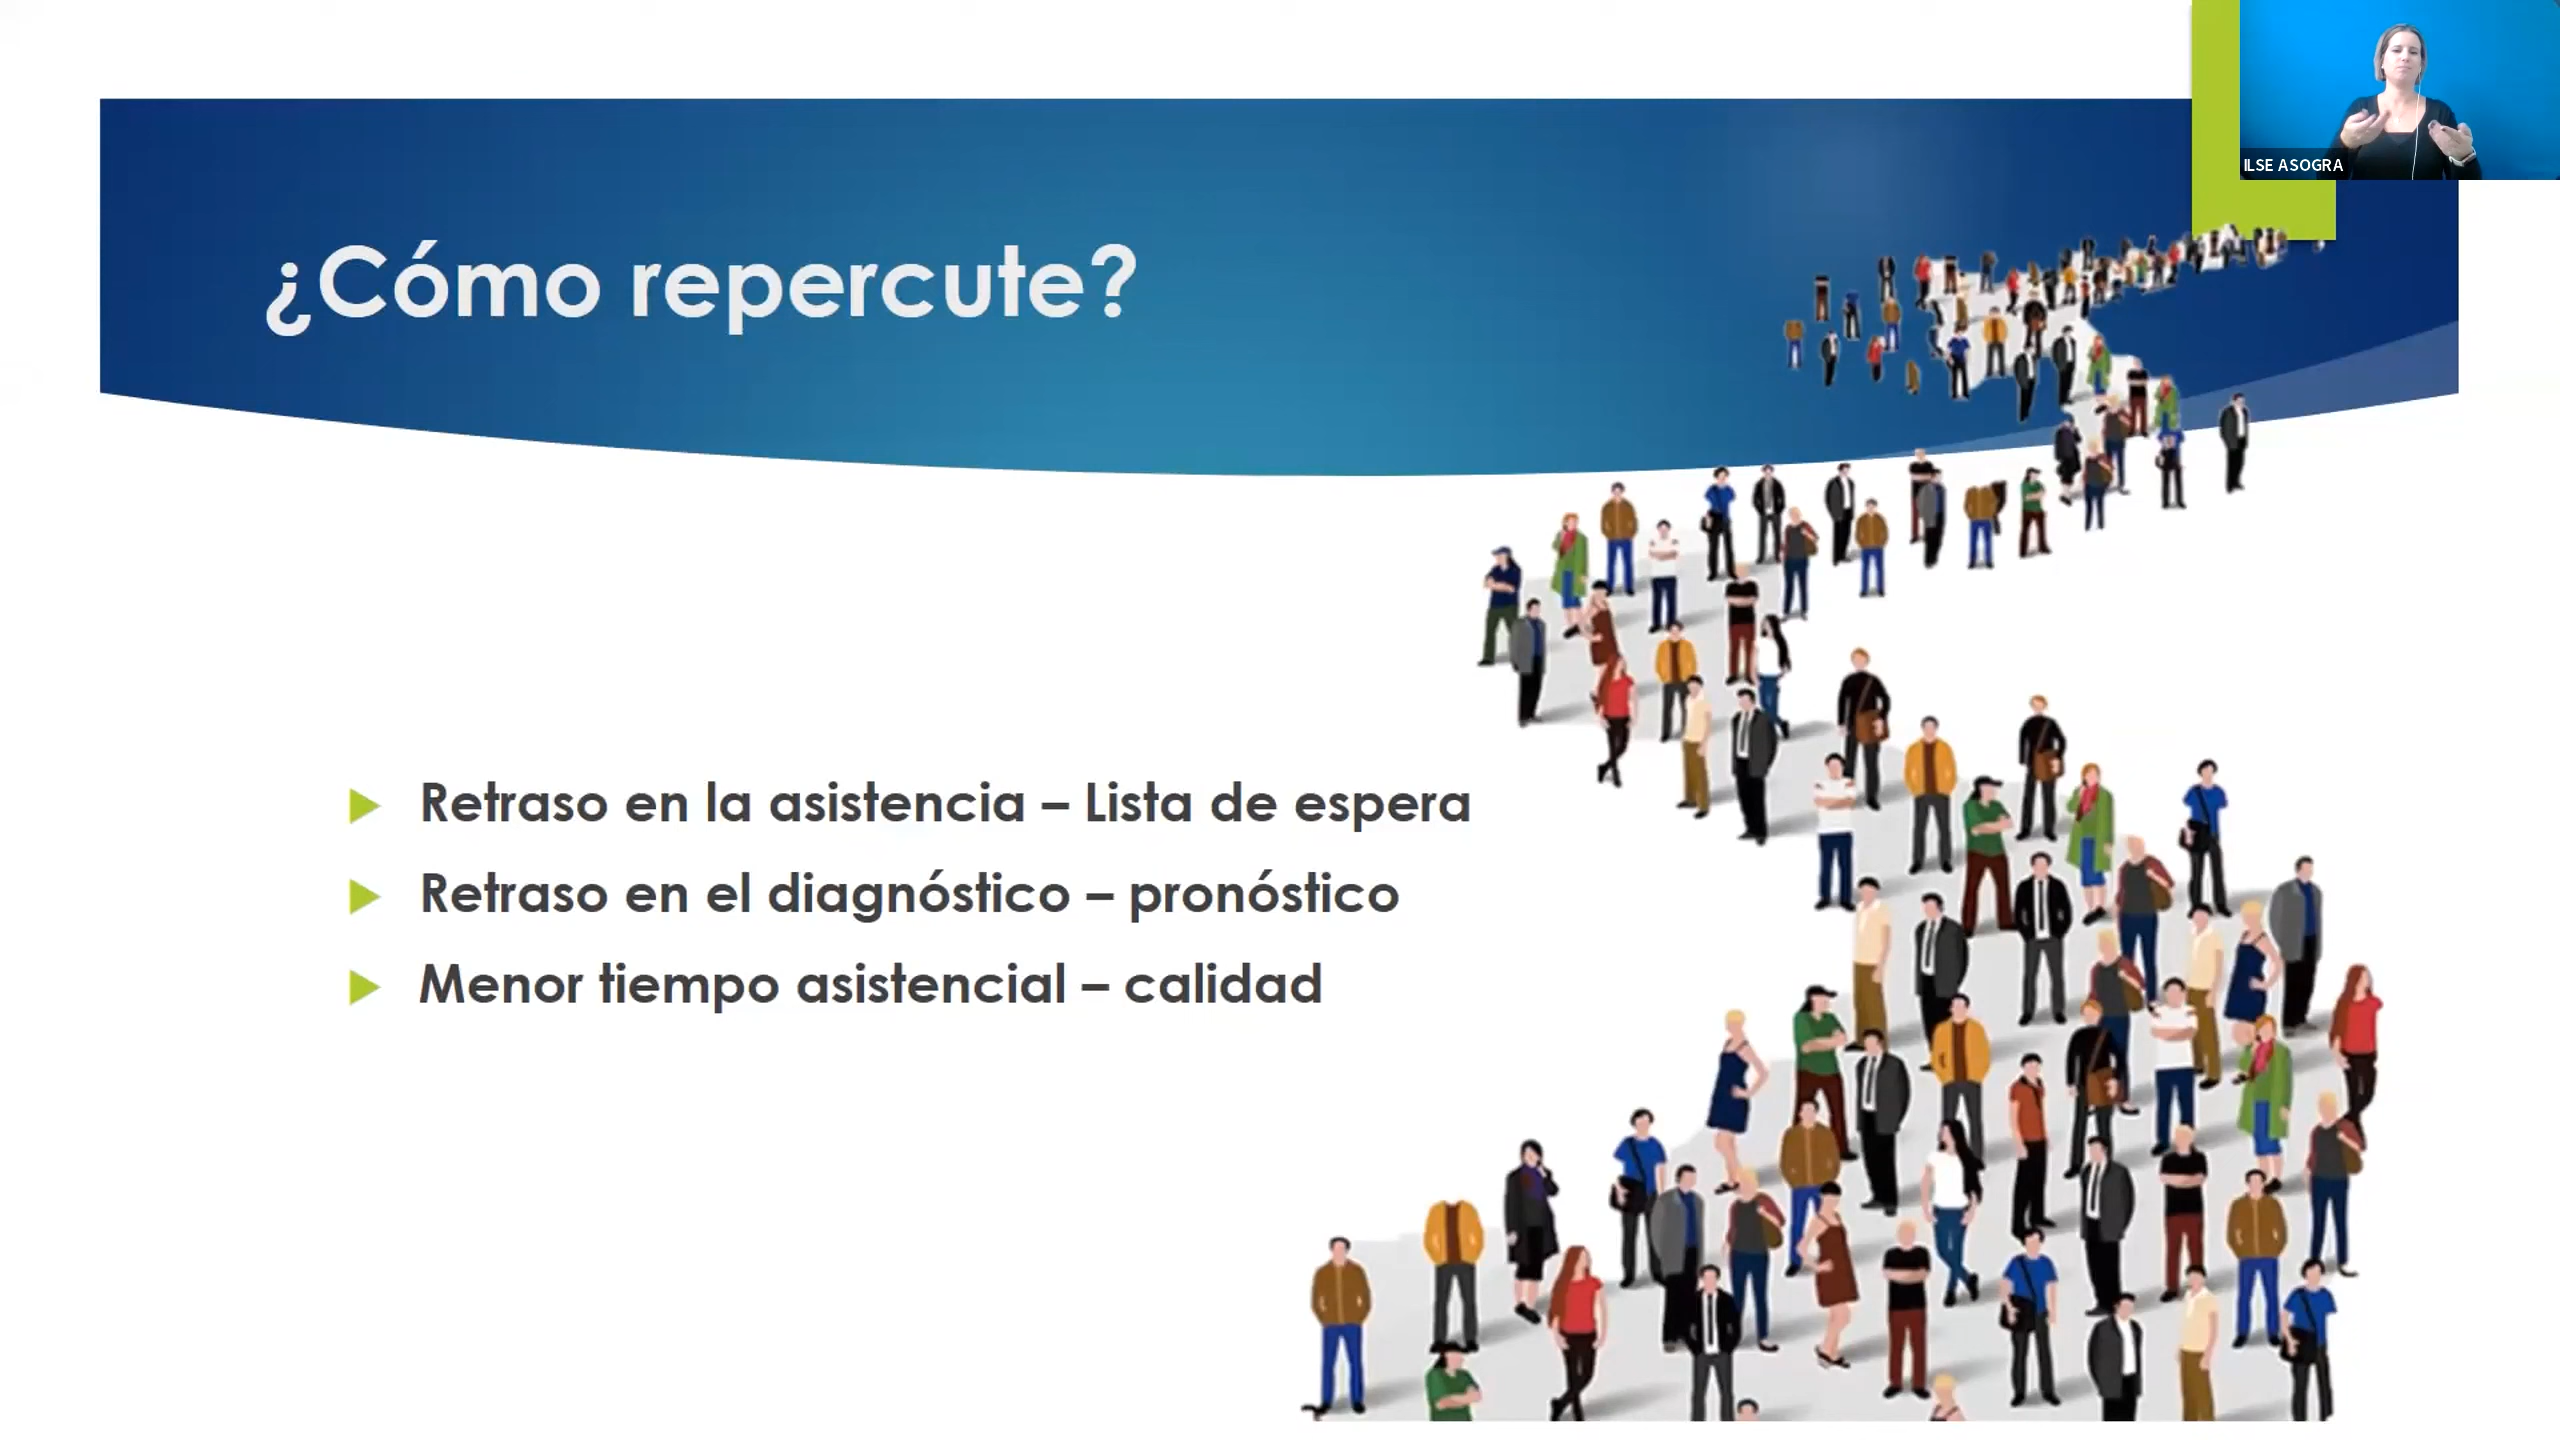 ILSE ASOGRA
¿Cómo repercute?
Retraso en la asistencia – Lista de espera
Retraso en el diagnóstico – pronóstico
Menor tiempo asistencial – calidad